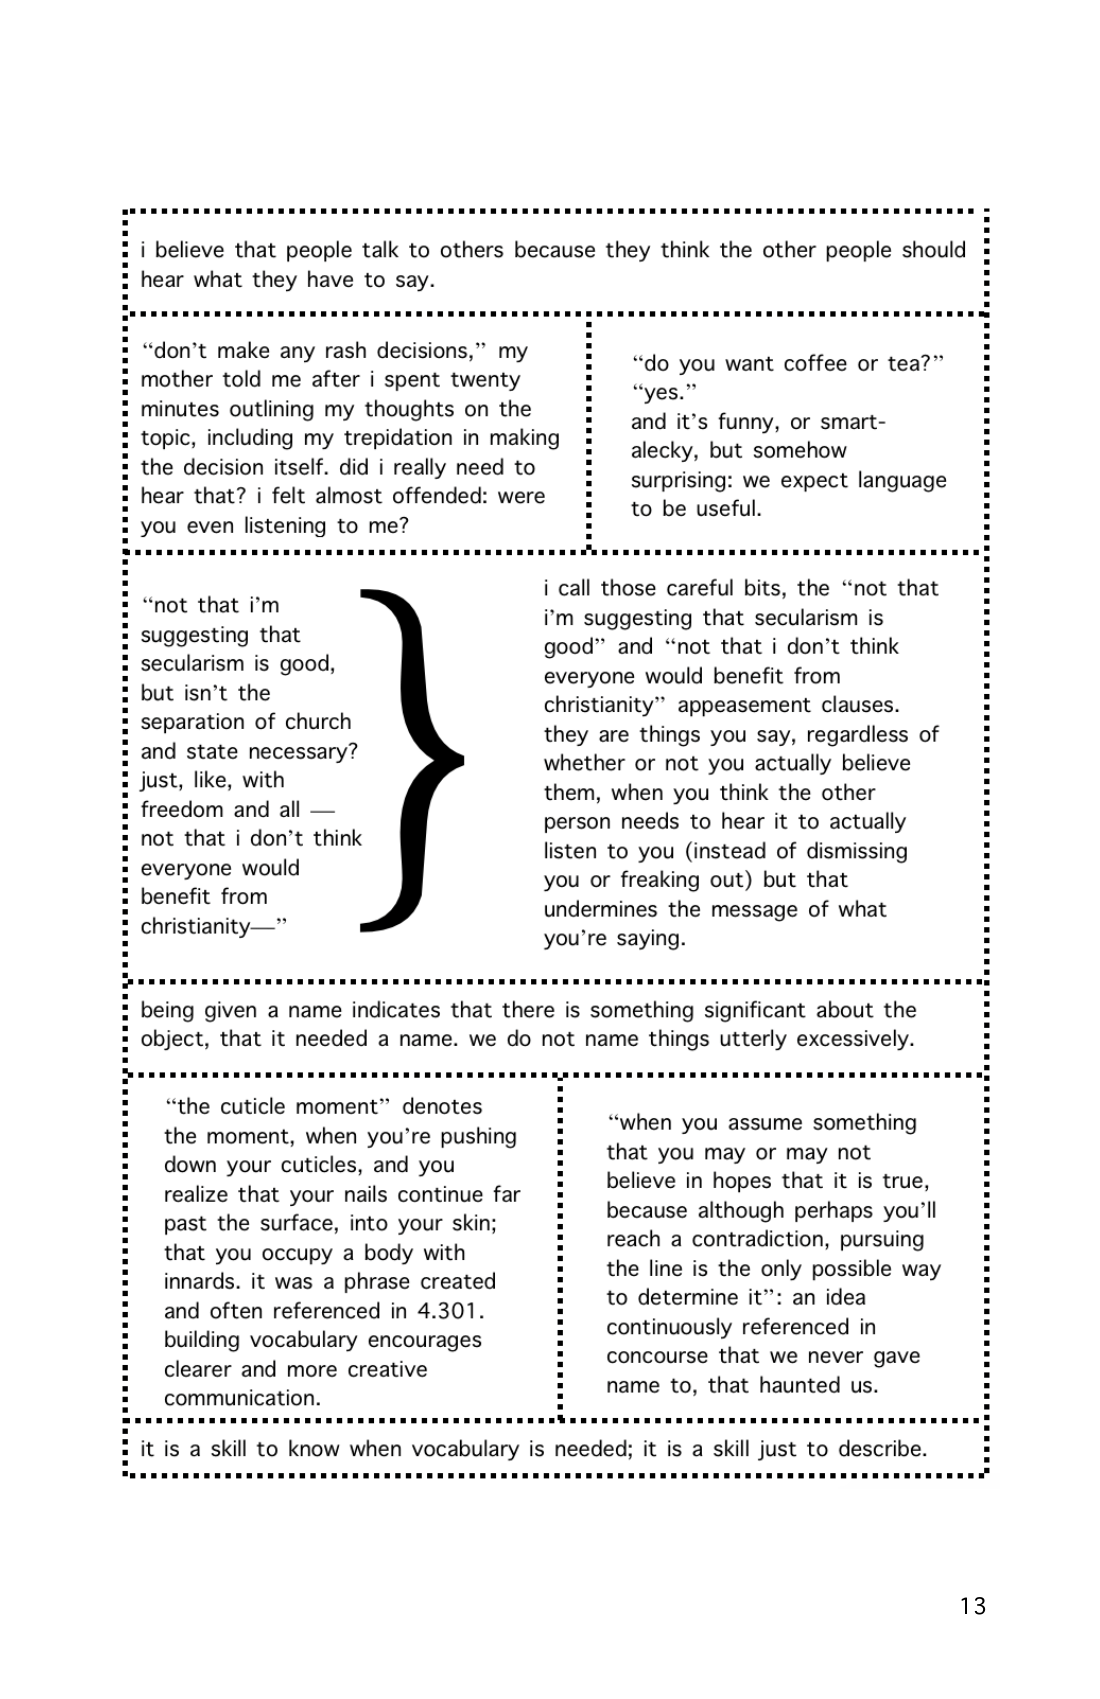 i believe that people talk to others because they think the other people should
hear what they have to say.
“don’t make any rash decisions,” my
mother told me after i spent twenty
minutes outlining my thoughts on the
topic, including my trepidation in making
the decision itself. did i really need to
hear that? i felt almost offended: were
you even listening to me?
“do you want coffee or tea?”
“yes.”
and it’s funny, or smart-
alecky, but somehow
surprising: we expect language
to be useful.
“not that i’m
suggesting that
secularism is good,
but isn’t the
separation of church
and state necessary?
just, like, with
freedom and all —
not that i don’t think
everyone would
benefit from
christianity—”
i call those careful bits, the “not that
i’m suggesting that secularism is
good” and “not that i don’t think
everyone would benefit from
christianity” appeasement clauses.
they are things you say, regardless of
whether or not you actually believe
them, when you think the other
person needs to hear it to actually
listen to you (instead of dismissing
you or freaking out) but that
undermines the message of what
you’re saying.
being given a name indicates that there is something significant about the
object, that it needed a name. we do not name things utterly excessively.
“the cuticle moment” denotes
the moment, when you’re pushing
down your cuticles, and you
realize that your nails continue far
past the surface, into your skin;
that you occupy a body with
innards. it was a phrase created
and often referenced in 4.301.
building vocabulary encourages
clearer and more creative
communication.
“when you assume something
that you may or may not
believe in hopes that it is true,
because although perhaps you’ll
reach a contradiction, pursuing
the line is the only possible way
to determine it”: an idea
continuously referenced in
concourse that we never gave
name to, that haunted us.
it is a skill to know when vocabulary is needed; it is a skill just to describe.
13